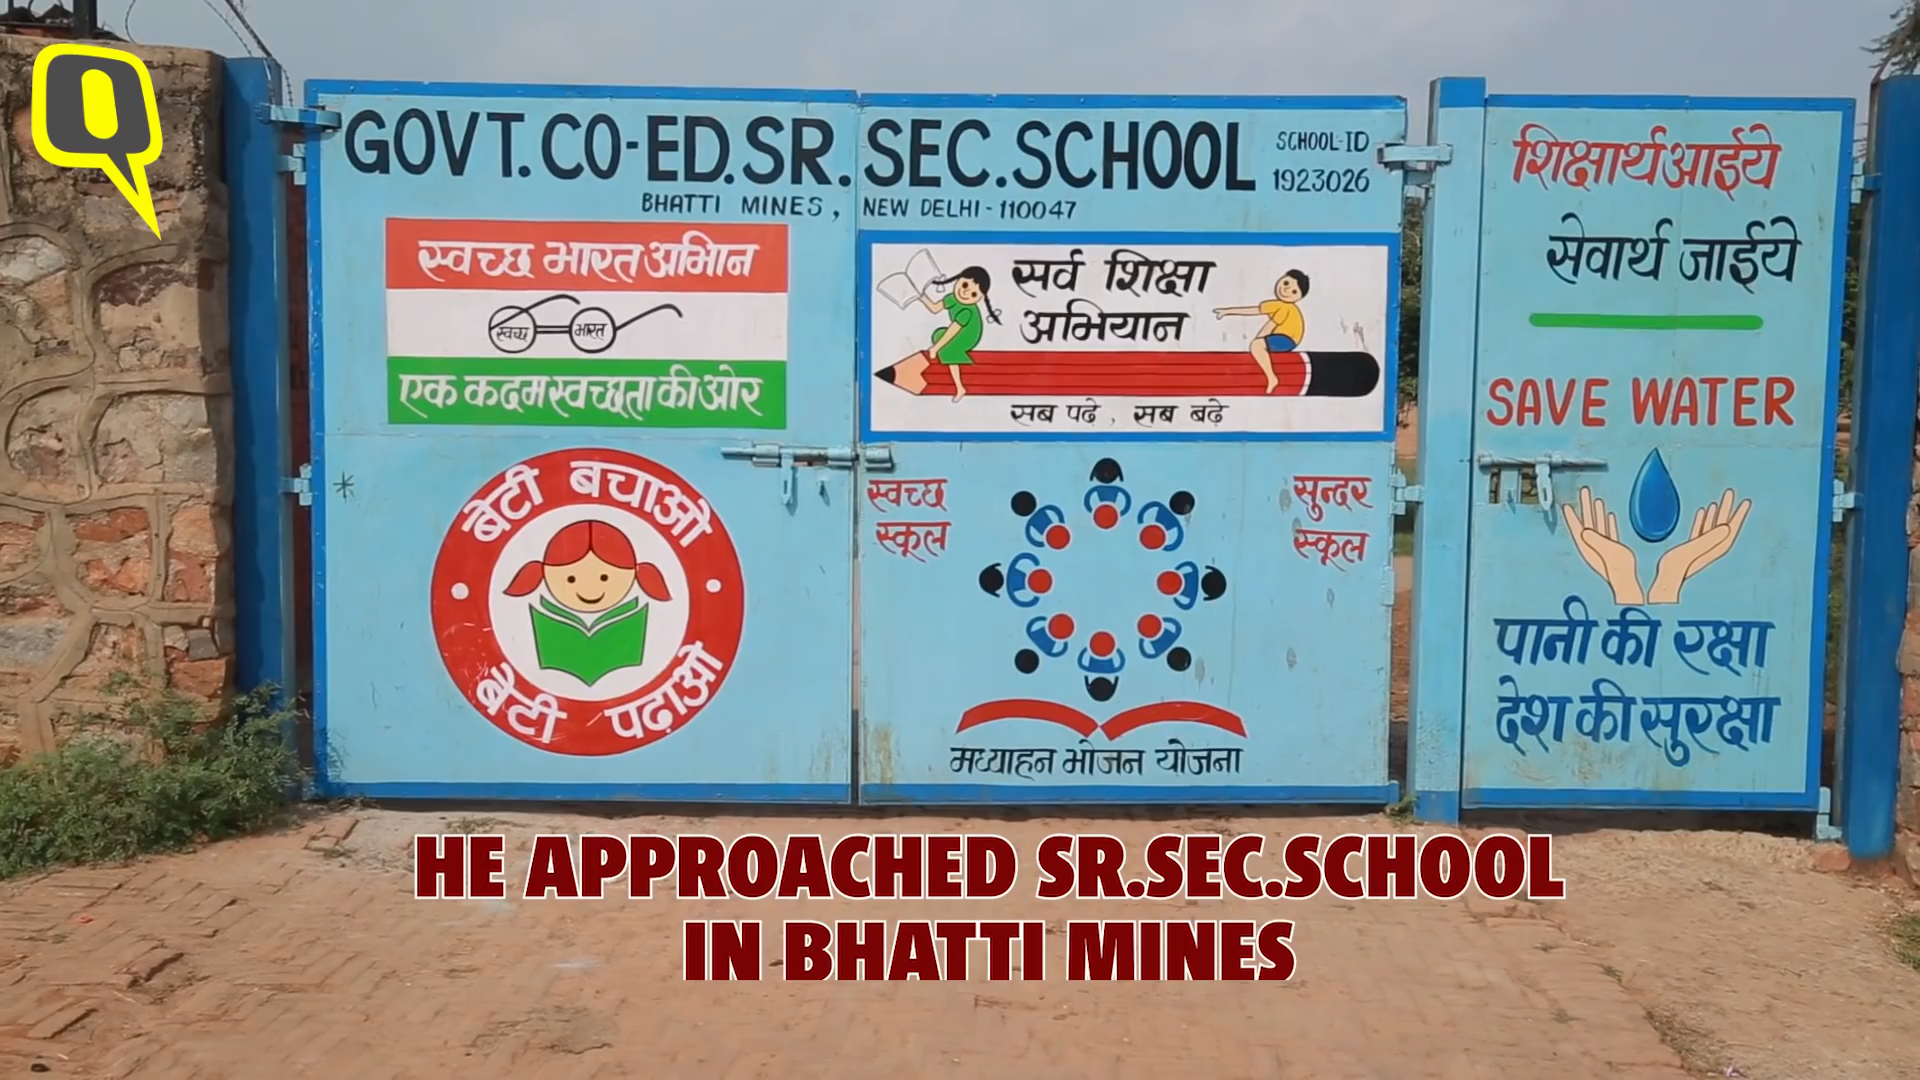 GOVT. CO-ED. SR. SEC. SCHOOL
SCHOOL-ID
1923026
BHATTI MINES, NEW DELHI-110047
स्वच्छ भारत अभिान
स्वच्छ भारत
एक कदम स्वच्छता की ओर
सर्व शिक्षा
अभियान
सब पढे, सब बढ़े
बेटी बचाओ
बेटी पढ़ाओ
स्वच्छ
स्कूल
सुन्दर
स्कूल
मध्याहन भोजन योजना
शिक्षार्थ आईये
सेवार्थ जाईये
SAVE WATER
पानी की रक्षा
देश की सुरक्षा
HE APPROACHED SR.SEC.SCHOOL
IN BHATTI MINES
Q